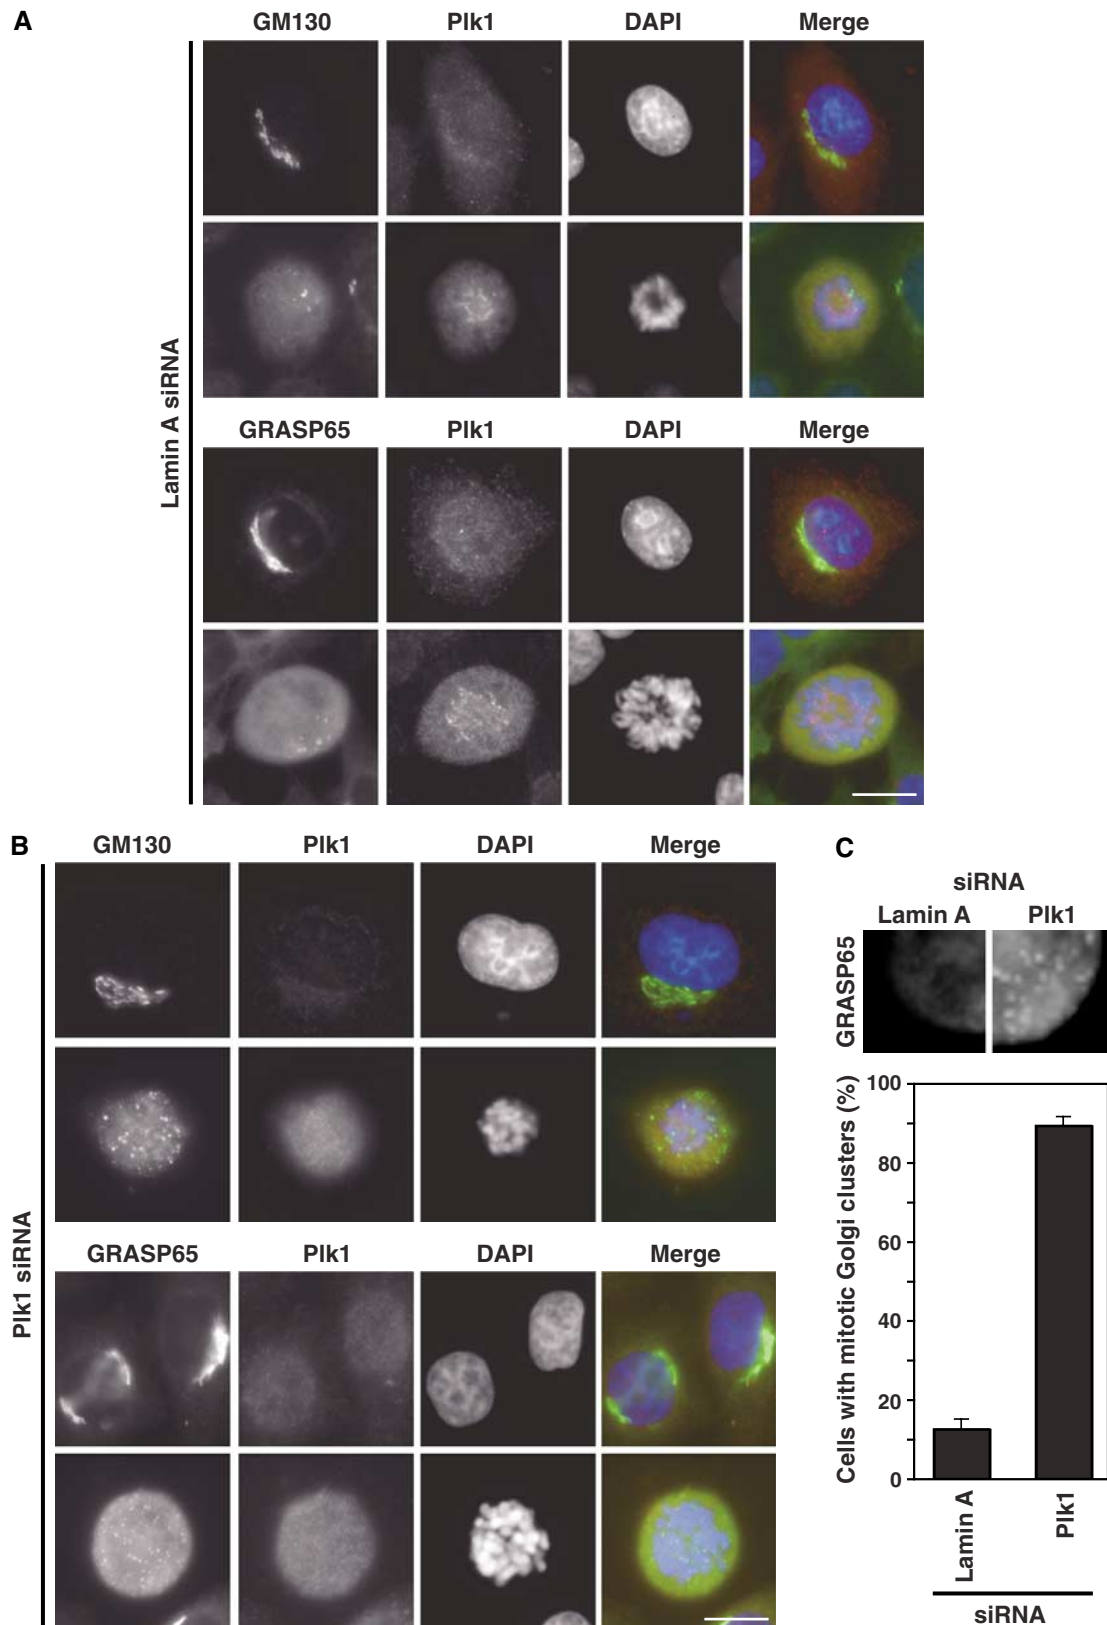 A
GM130 Plk1 DAPI Merge
Lamin A siRNA
GRASP65 Plk1 DAPI Merge
B
GM130 Plk1 DAPI Merge
Plk1 siRNA
GRASP65 Plk1 DAPI Merge
C
siRNA
Lamin A Plk1
GRASP65
Cells with mitotic Golgi clusters (%)
100
80
60
40
20
0
Lamin A
Plk1
siRNA